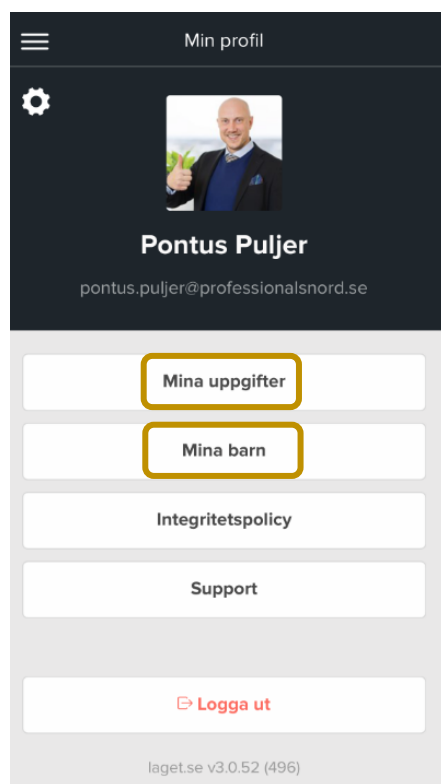 Min profil
Pontus Puljer
pontus.puljer@professionalsnord.se
Mina uppgifter
Mina barn
Integritetspolicy
Support
Logga ut
laget.se v3.0.52 (496)